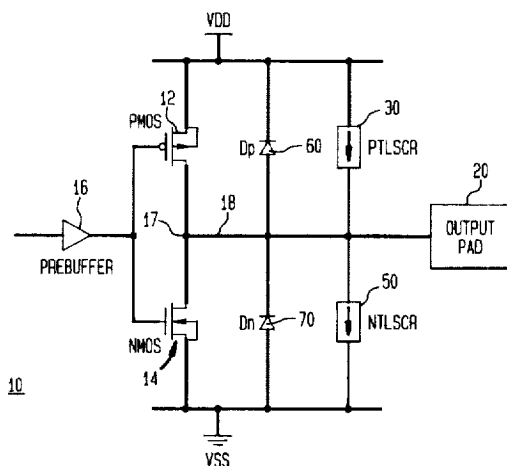 VDD
12
PMOS
30
Dp
60
PTLSCR
16
20
17
18
OUTPUT
PAD
PREBUFFER
50
Dn
70
NTLSCR
NMOS
14
10
VSS